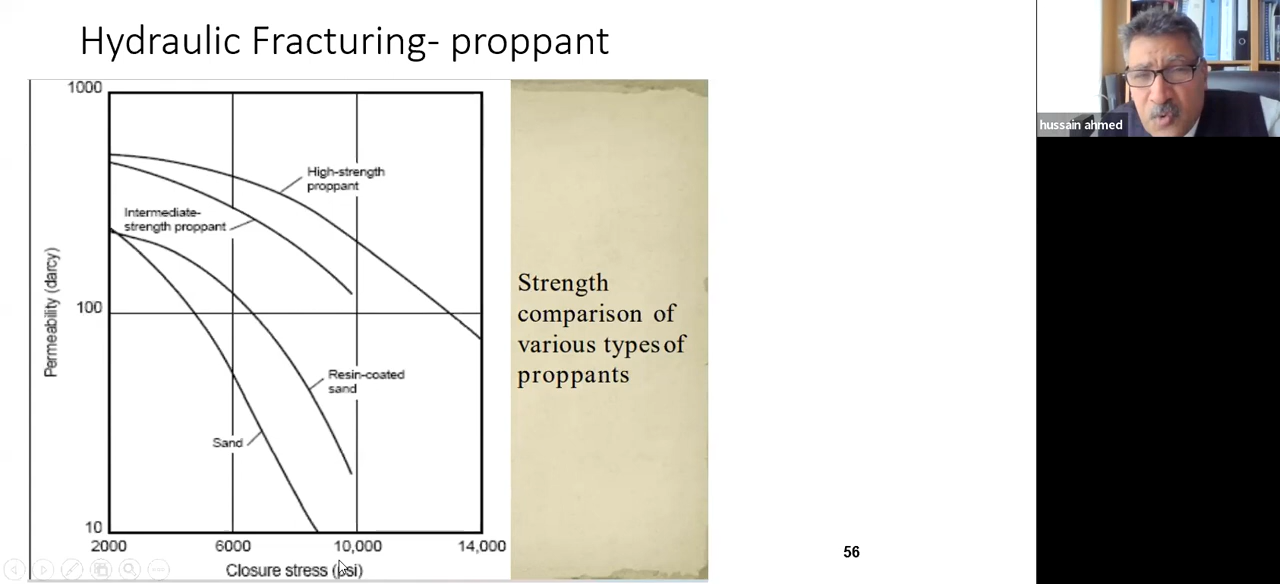 Hydraulic Fracturing- proppant
1000
High-strength
proppant
Intermediate-
strength proppant
Permeability (darcy)
100
Resin-coated
sand
Sand
10
2000
6000
10,000
14,000
Closure stress (psi)
Strength
comparison of
various types of
proppants
56
hussain ahmed